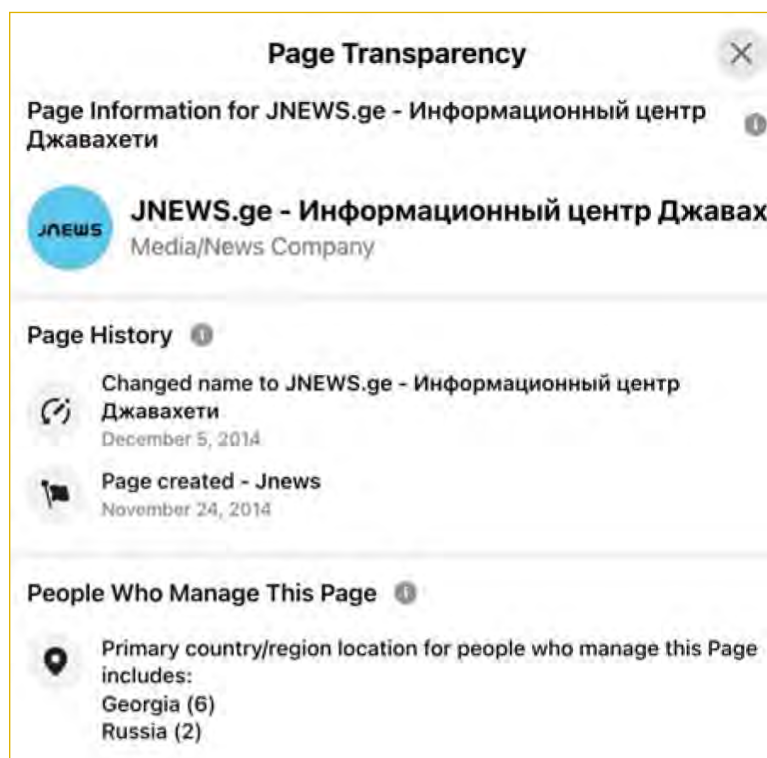 Page Transparency
Page Information for JNEWS.ge - Информационный центр
Джавахети
JNEWS
JNEWS.ge - Информационный центр Джавах
Media/News Company
Page History
Changed name to JNEWS.ge - Информационный центр
Джавахети
December 5, 2014
Page created - Jnews
November 24, 2014
People Who Manage This Page
Primary country/region location for people who manage this Page
includes:
Georgia (6)
Russia (2)